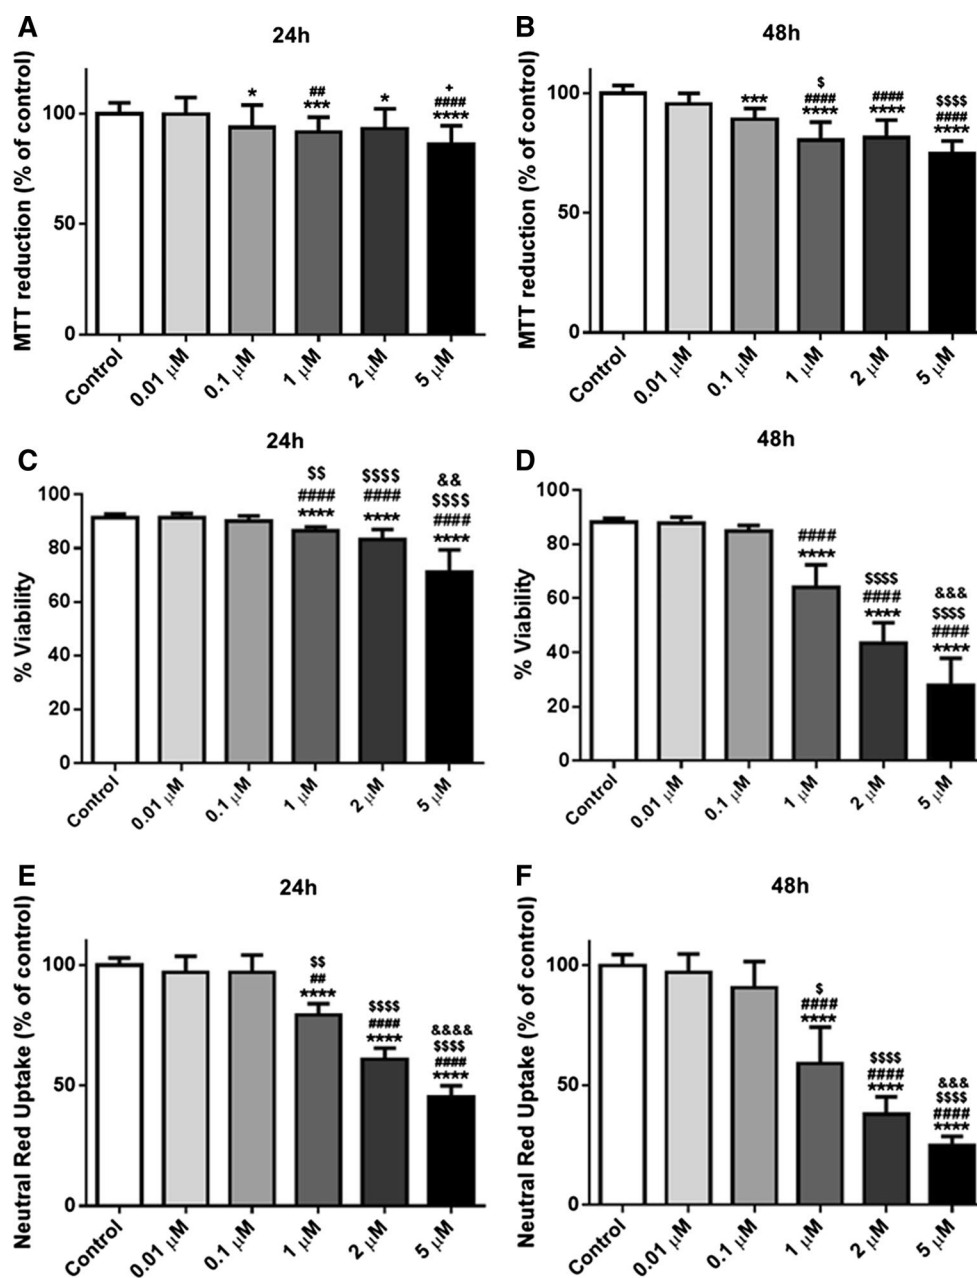 A
24h
MTT reduction (% of control)
100
50
0
*
##
***
*
+
####
****
Control
0.01 µM
0.1 µM
1 µM
2 µM
5 µM
B
48h
MTT reduction (% of control)
100
50
0
***
$
####
****
####
****
$$$$
####
****
Control
0.01 µM
0.1 µM
1 µM
2 µM
5 µM
C
24h
% Viability
100
80
60
40
20
0
$$
####
****
$$$$
####
****
&&
$$$$
####
****
Control
0.01 µM
0.1 µM
1 µM
2 µM
5 µM
D
48h
% Viability
100
80
60
40
20
0
####
****
$$$$
####
****
&&&
$$$$
####
****
Control
0.01 µM
0.1 µM
1 µM
2 µM
5 µM
E
24h
Neutral Red Uptake (% of control)
100
50
0
$$
##
****
$$$$
####
****
&&&&
$$$$
####
****
Control
0.01 µM
0.1 µM
1 µM
2 µM
5 µM
F
48h
Neutral Red Uptake (% of control)
100
50
0
$
####
****
$$$$
####
****
&&&
$$$$
####
****
Control
0.01 µM
0.1 µM
1 µM
2 µM
5 µM